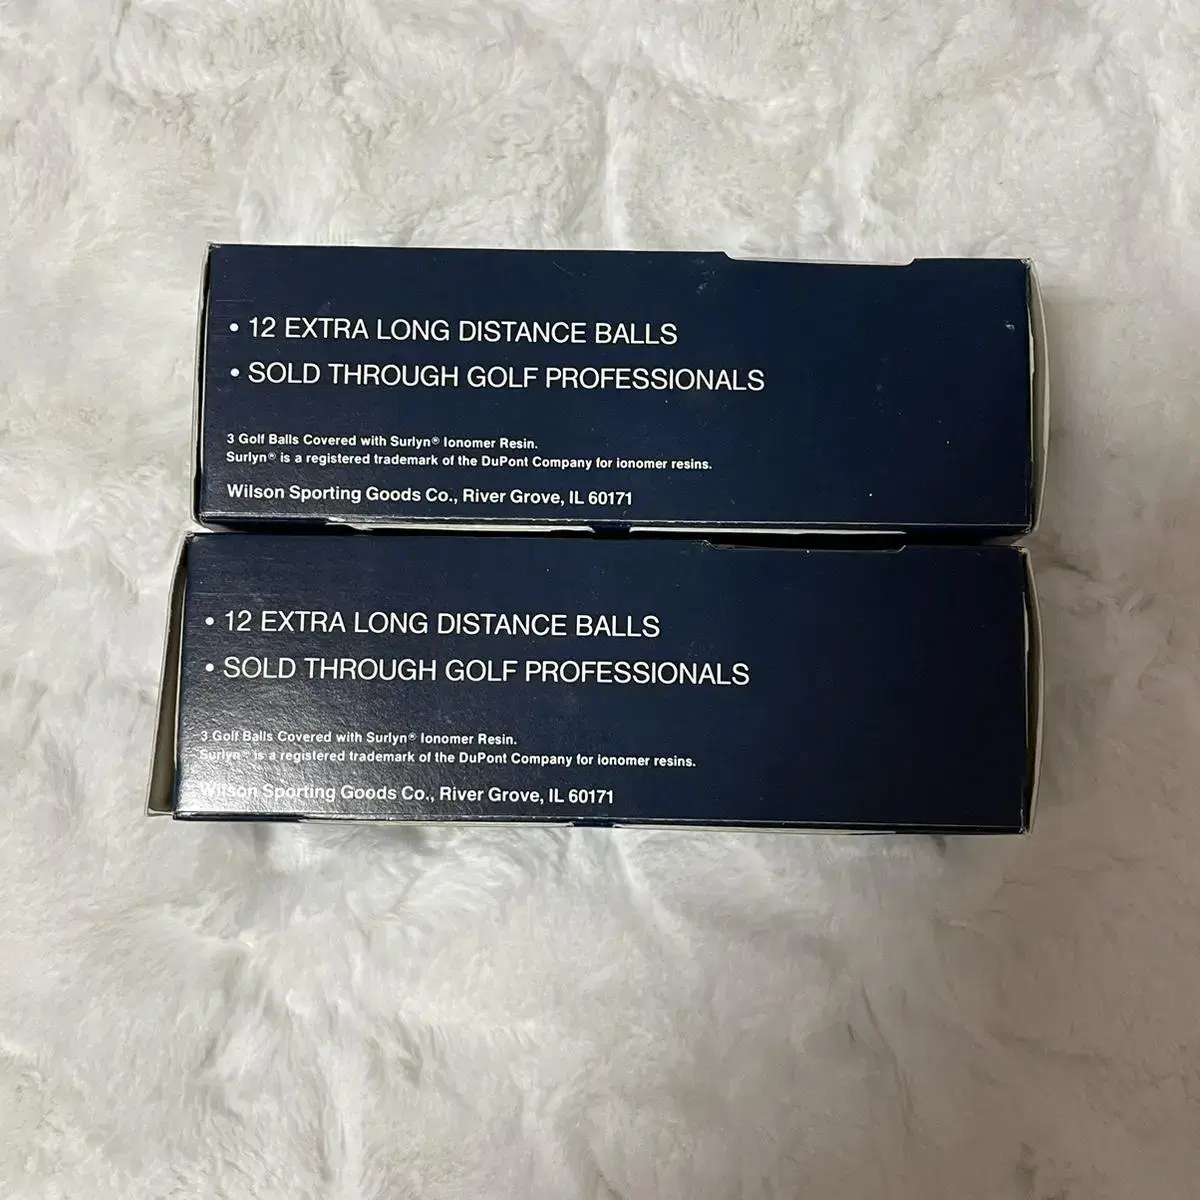 • 12 EXTRA LONG DISTANCE BALLS
• SOLD THROUGH GOLF PROFESSIONALS
3 Golf Balls Covered with Surlyn® Ionomer Resin.
Surlyn® is a registered trademark of the DuPont Company for ionomer resins.
Wilson Sporting Goods Co., River Grove, IL 60171
• 12 EXTRA LONG DISTANCE BALLS
• SOLD THROUGH GOLF PROFESSIONALS
3 Golf Balls Covered with Surlyn® Ionomer Resin.
Surlyn® is a registered trademark of the DuPont Company for ionomer resins.
Wilson Sporting Goods Co., River Grove, IL 60171